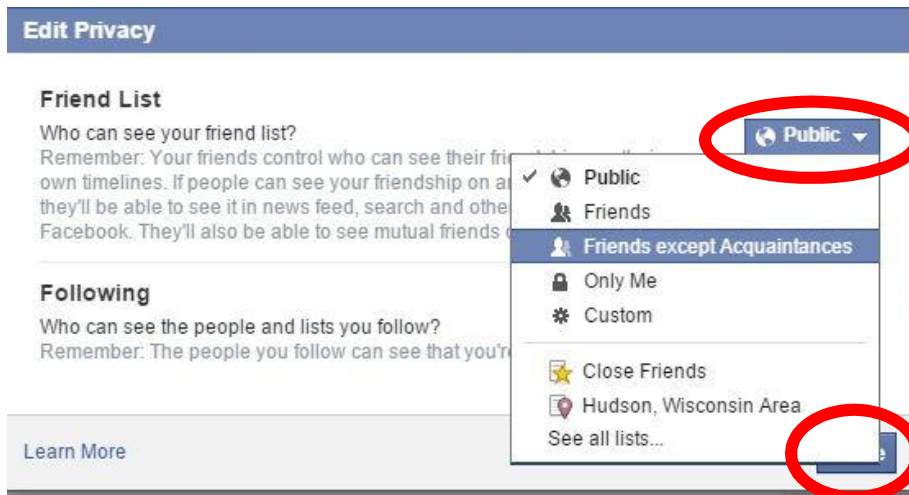 Edit Privacy
Friend List
Who can see your friend list?
Public
Remember: Your friends control who can see their
own timelines. If people can see your friendship on
they'll be able to see it in news feed, search and
Facebook. They'll also be able to see mutual friends
Public
Friends
Friends except Acquaintances
Only Me
Custom
Close Friends
Hudson, Wisconsin Area
See all lists...
Following
Who can see the people and lists you follow?
Remember: The people you follow can see that
Learn More